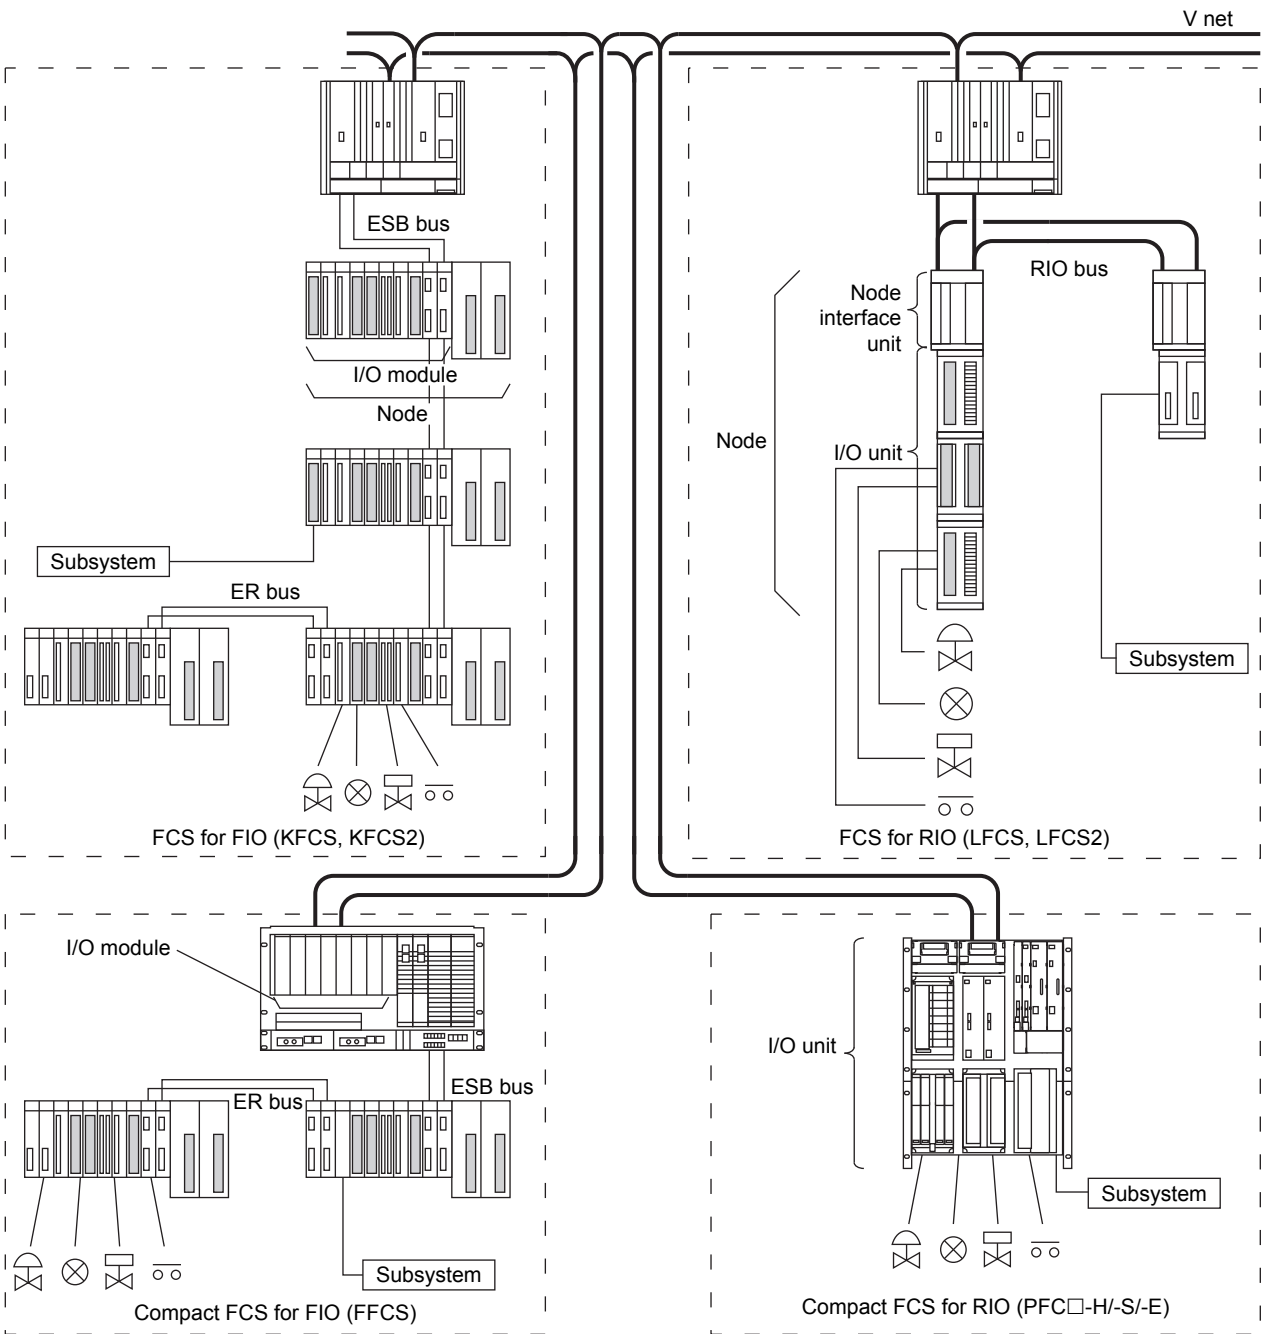 V net
ESB bus
I/O module
Node
Subsystem
ER bus
FCS for FIO (KFCS, KFCS2)
RIO bus
Node
interface
unit
Node
I/O unit
Subsystem
FCS for RIO (LFCS, LFCS2)
I/O module
ESB bus
ER bus
Subsystem
Compact FCS for FIO (FFCS)
I/O unit
Subsystem
Compact FCS for RIO (PFC□-H/-S/-E)